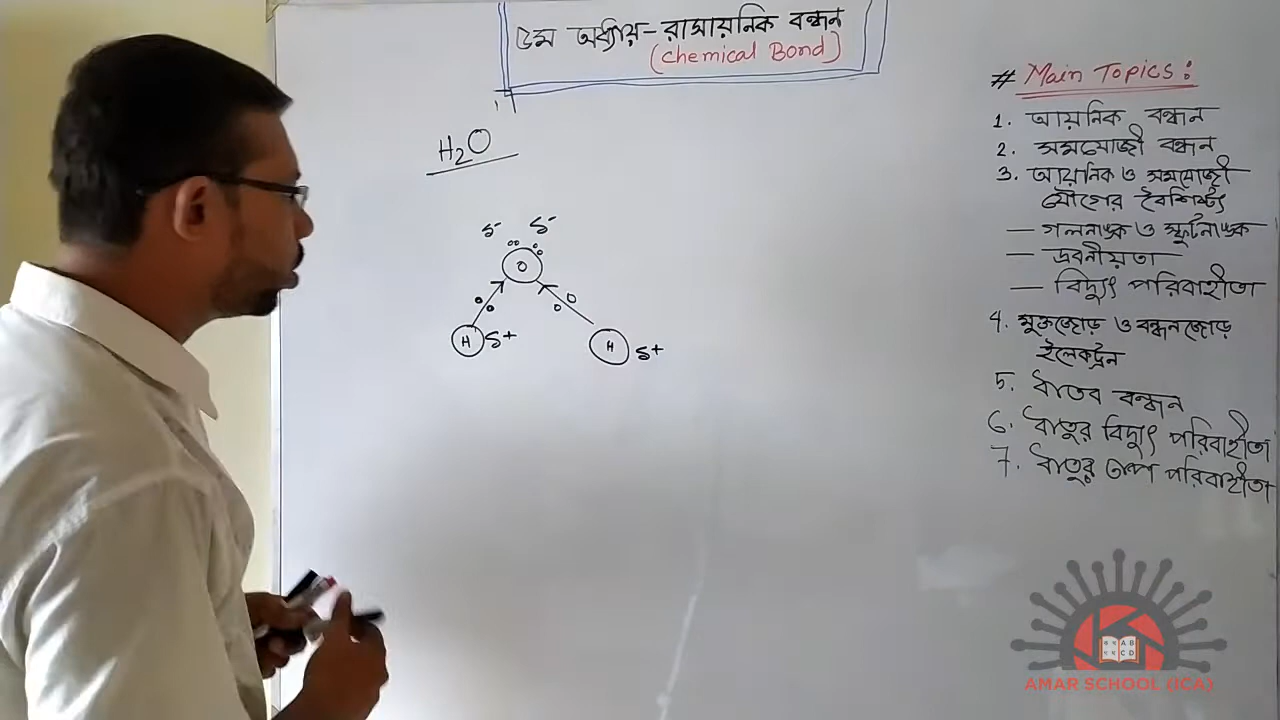 ৫ম অধ্যায় - রাসায়নিক বন্ধন
(Chemical Bond)
H₂O
δ- δ-
O
H δ+
H δ+
# Main Topics:
1. আয়নিক বন্ধন
2. সমযোজী বন্ধন
3. আয়নিক ও সমযোজী
যৌগের বৈশিষ্ট্য
— গলনাঙ্ক ও স্ফুটনাঙ্ক
— দ্রবনীয়তা
— বিদ্যুৎ পরিবাহীতা
4. মুক্তজোড় ও বন্ধনজোড়
ইলেকট্রন
5. ধাতব বন্ধন
6. ধাতুর বিদ্যুৎ পরিবাহীতা
7. ধাতুর তাপ পরিবাহীতা
AMAR SCHOOL (ICA)